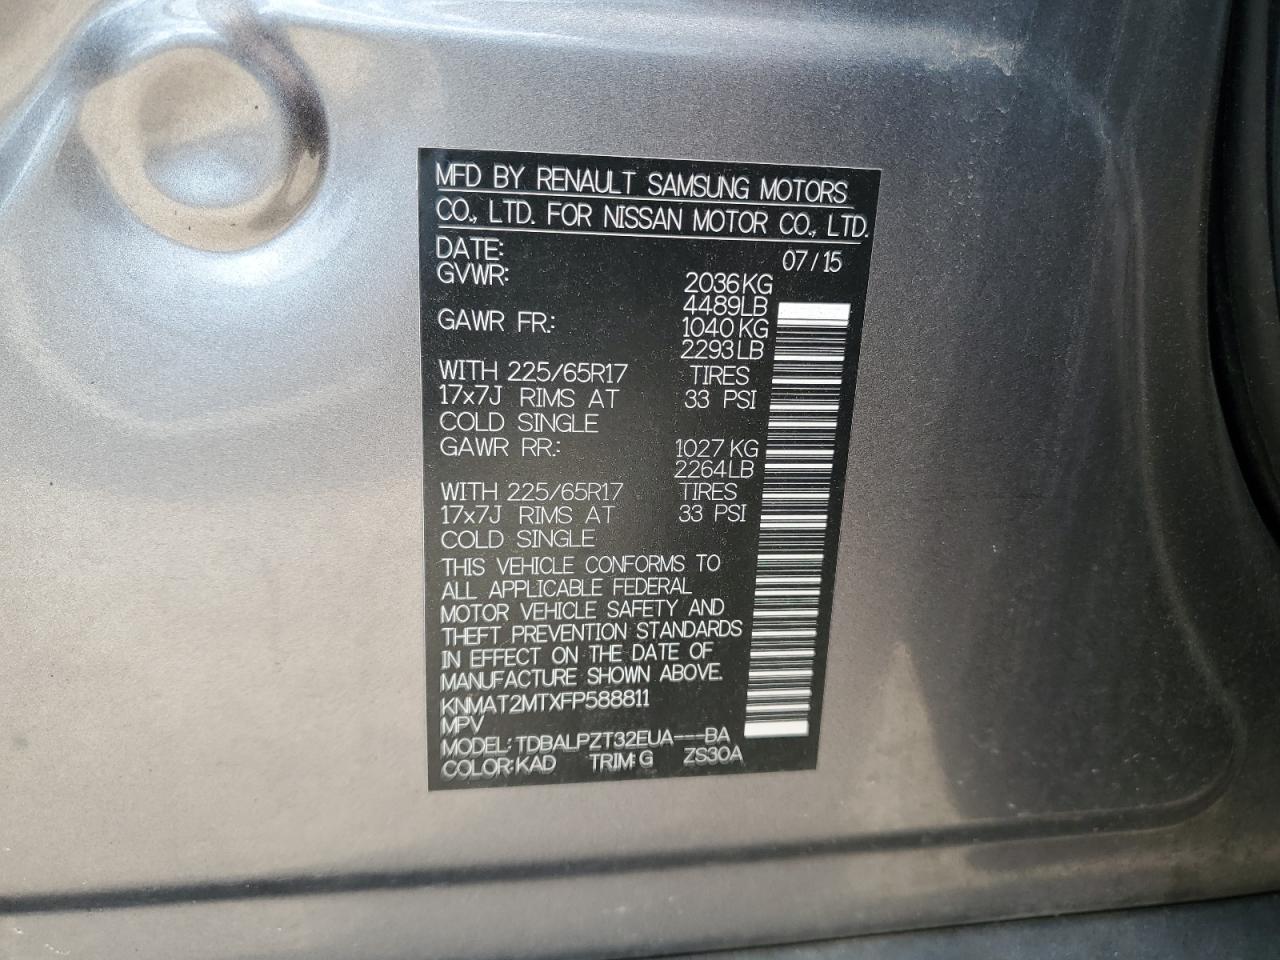 MFD BY RENAULT SAMSUNG MOTORS
CO., LTD. FOR NISSAN MOTOR CO., LTD.
DATE: 07/15
GVWR: 2036KG
4489LB
GAWR FR.: 1040KG
2293LB
WITH 225/65R17 TIRES
17x7J RIMS AT 33 PSI
COLD SINGLE
GAWR RR.: 1027KG
2264LB
WITH 225/65R17 TIRES
17x7J RIMS AT 33 PSI
COLD SINGLE
THIS VEHICLE CONFORMS TO
ALL APPLICABLE FEDERAL
MOTOR VEHICLE SAFETY AND
THEFT PREVENTION STANDARDS
IN EFFECT ON THE DATE OF
MANUFACTURE SHOWN ABOVE.
KNMAT2MTXFP588811
MPV
MODEL: TDBALPZT32EUA---BA
COLOR: KAD TRIM: G ZS30A